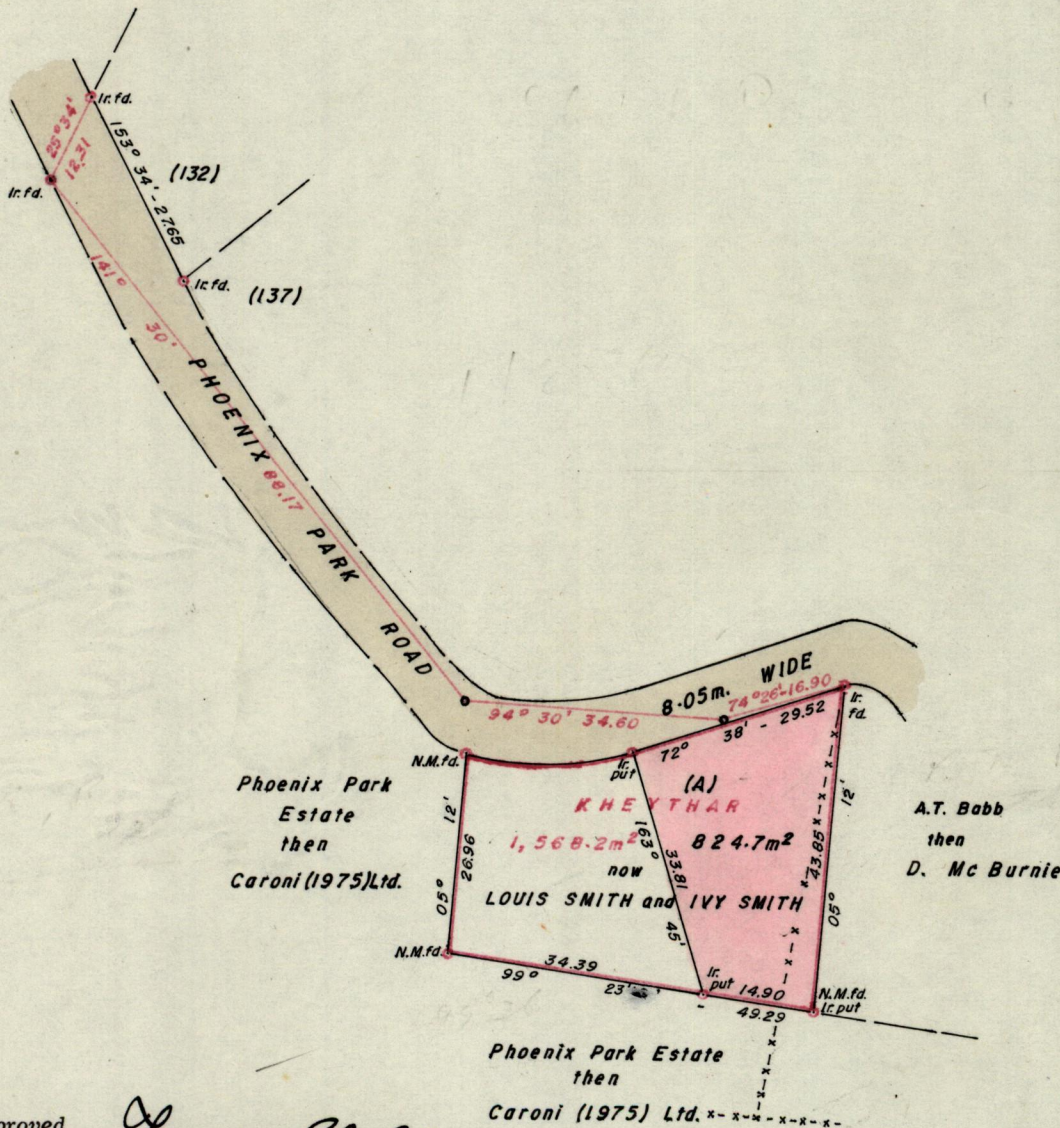 Ir. fd.
25° 34'
12.31
153° 34' - 27.65
(132)
Ir. fd.
Ir. fd.
(137)
141° 30' 88.17
PHOENIX PARK ROAD
8.05m. WIDE
74° 26' - 16.90
94° 30' 34.60
72° 38' - 29.52
Ir. fd.
N.M. fd.
Ir. put
Phoenix Park
Estate
then
Caroni (1975) Ltd.
05° 12'
26.96
(A)
KHEYTHAR
1,568.2m²
824.7m²
now
LOUIS SMITH and IVY SMITH
163° 45'
33.81
43.85
05° 12'
A.T. Babb
then
D. Mc Burnie
N.M. fd.
34.39
99° 23'
Ir. put
14.90
49.29
N.M. fd.
Ir. put
Phoenix Park Estate
then
Caroni (1975) Ltd.